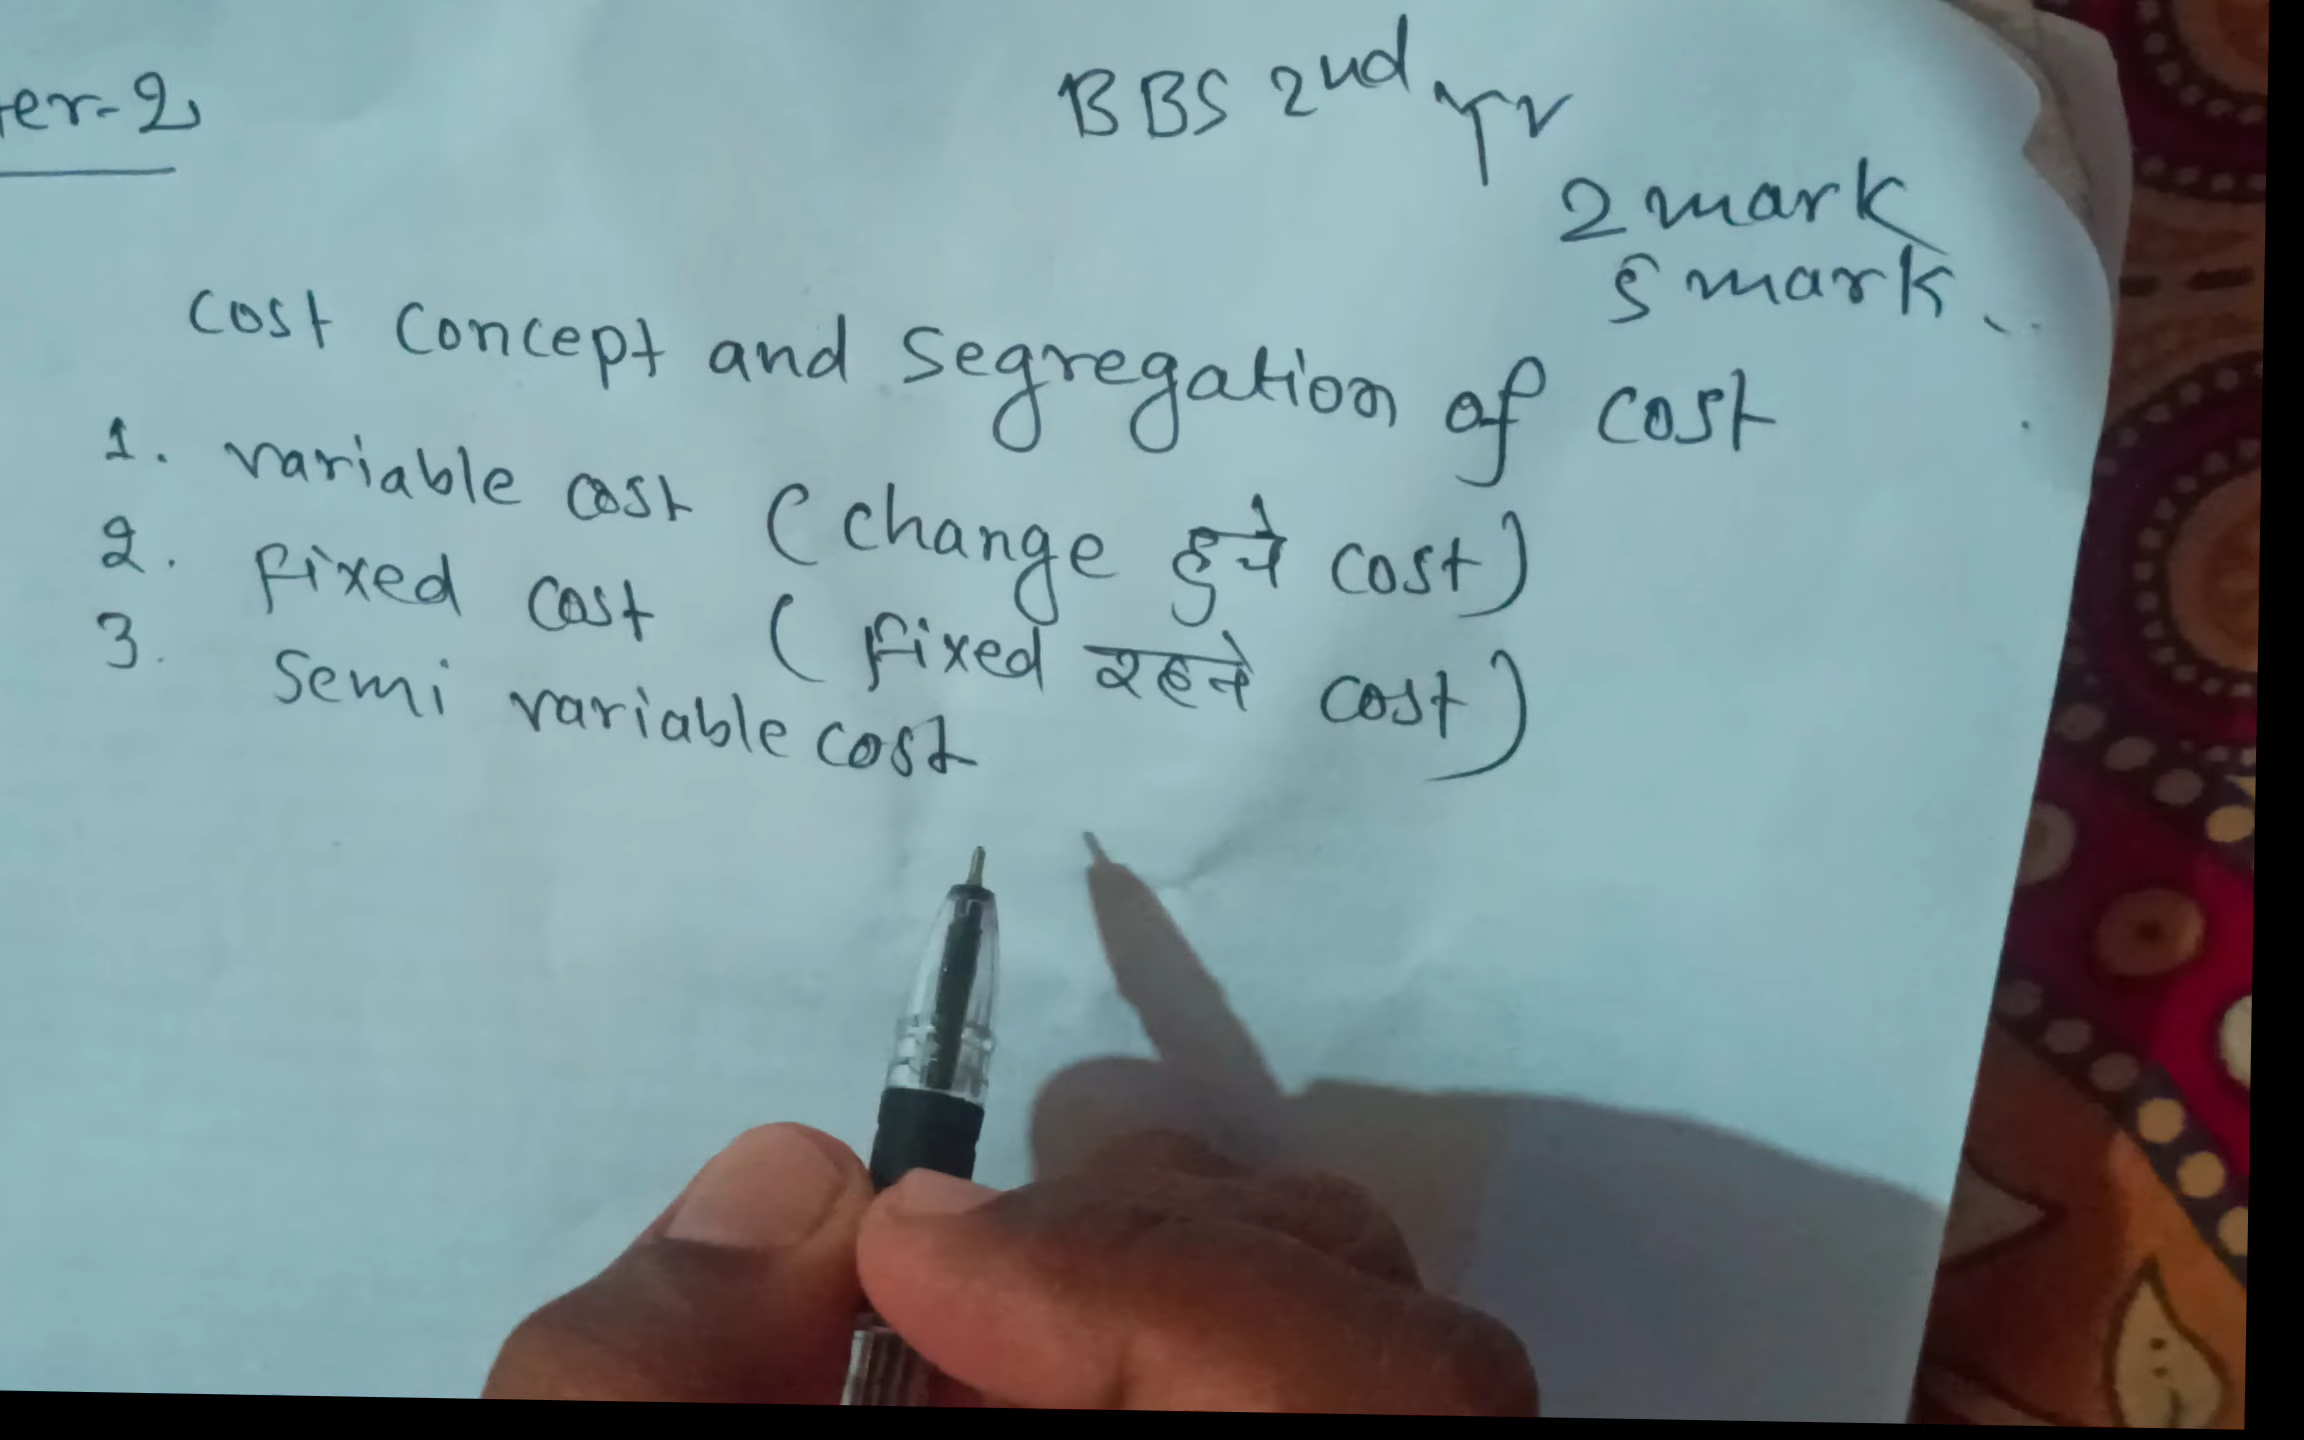 ter-2
BBS 2nd yr
2 mark
5 mark
cost concept and segregation of cost
1. variable cost (change हुने cost)
2. fixed cost (fixed रहने cost)
3. semi variable cost